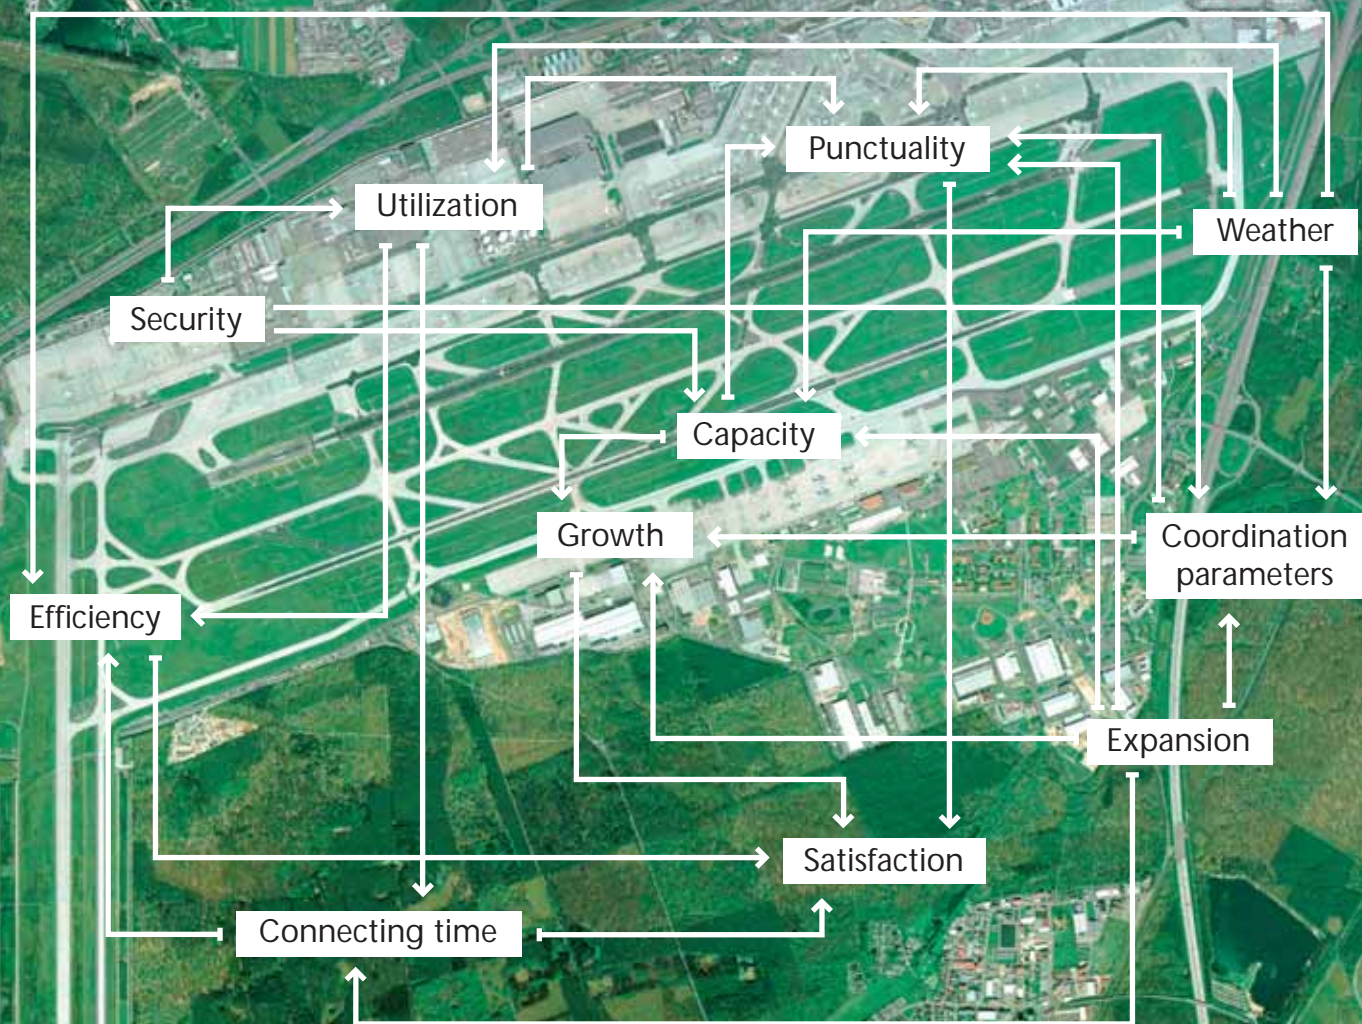 Punctuality
Utilization
Weather
Security
Capacity
Growth
Coordination
parameters
Efficiency
Expansion
Satisfaction
Connecting time